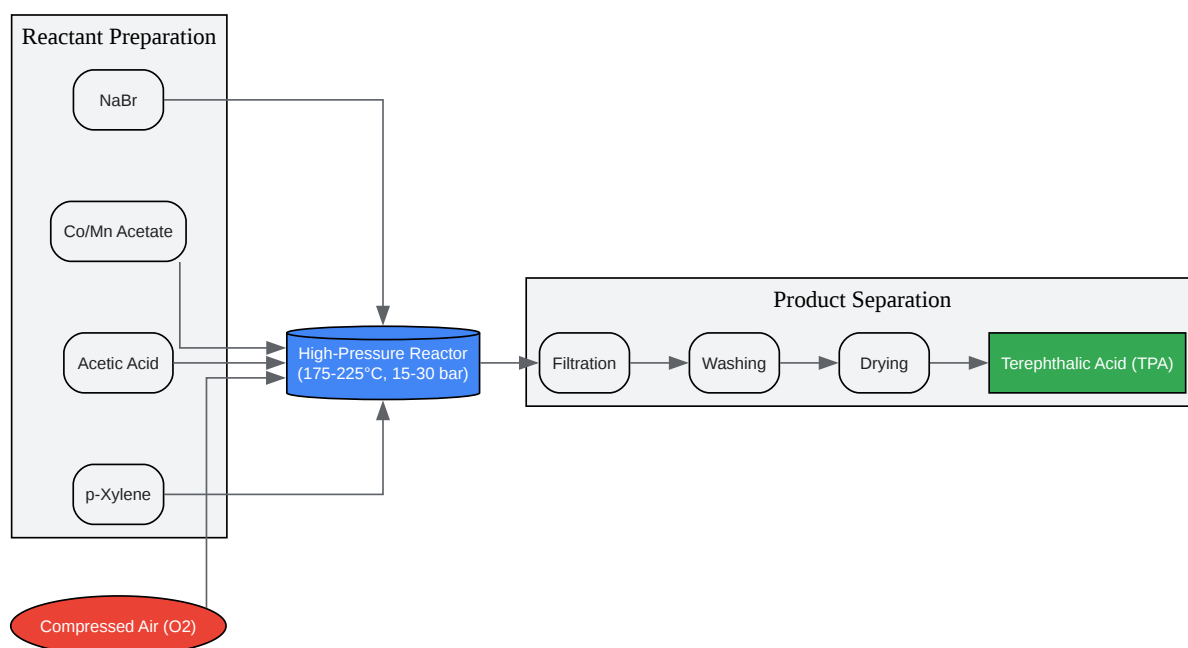 Reactant Preparation
NaBr
Co/Mn Acetate
Acetic Acid
p-Xylene
Compressed Air (O2)
High-Pressure Reactor
(175-225°C, 15-30 bar)
Product Separation
Filtration
Washing
Drying
Terephthalic Acid (TPA)